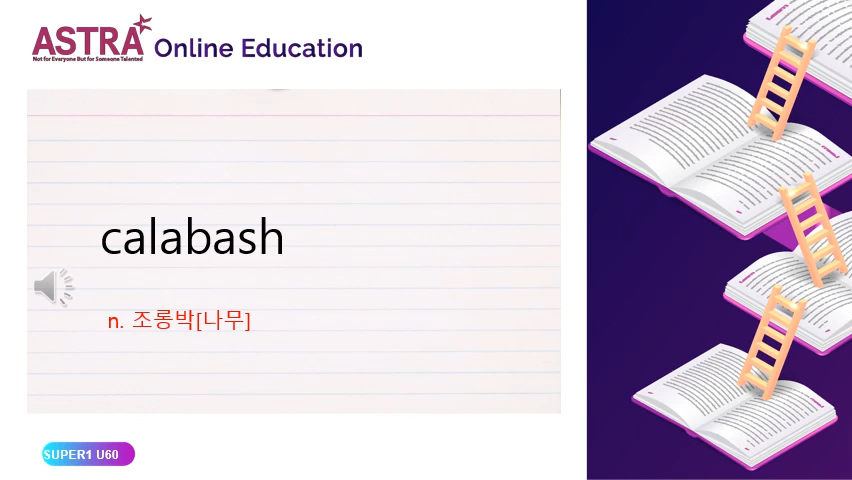 ASTRA
Not for Everyone But for Someone Talented
Online Education
calabash
n. 조롱박[나무]
SUPER1 U60